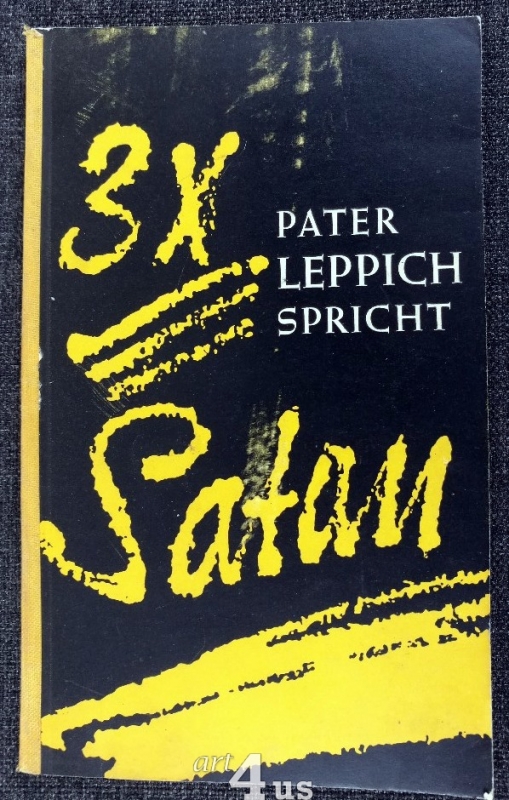 3X
PATER
LEPPICH
SPRICHT
Satan
art4us